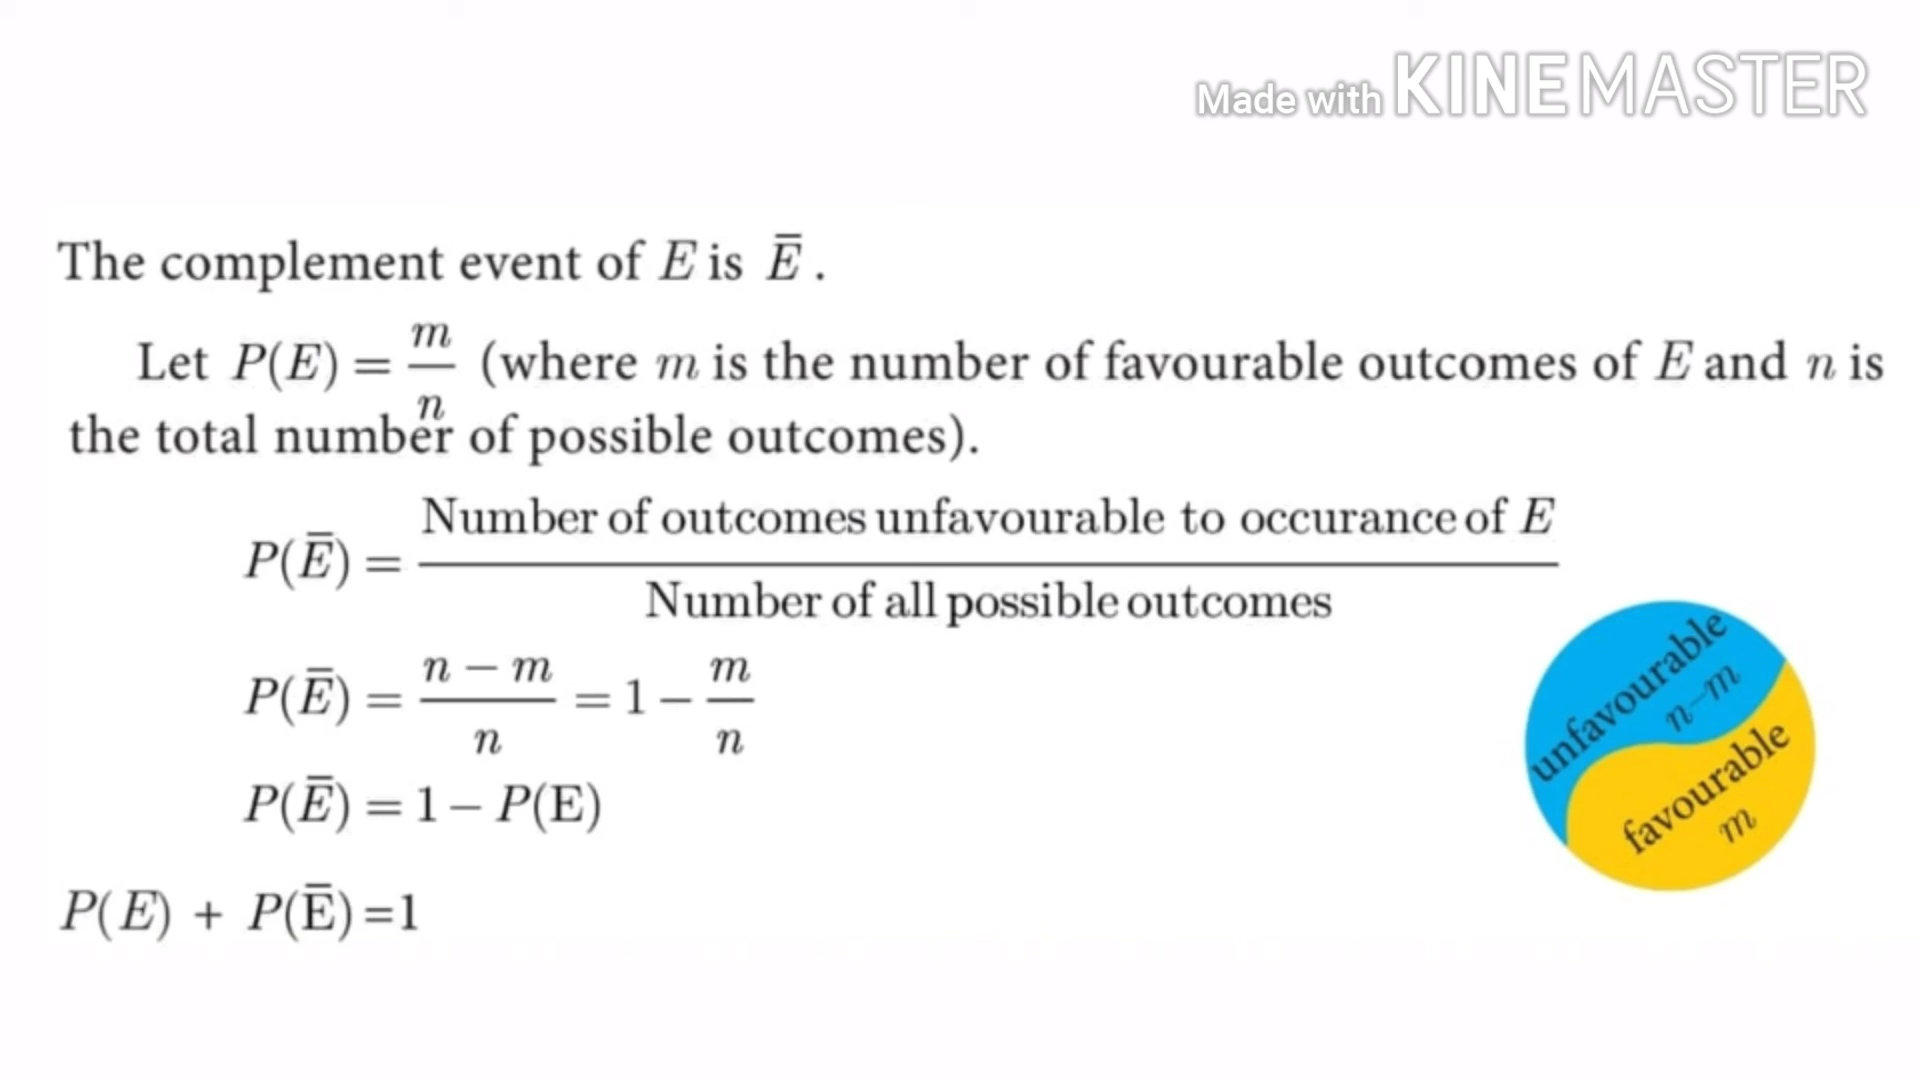 Made with KINEMASTER
The complement event of E is Ē .
Let P(E) = m/n (where m is the number of favourable outcomes of E and n is
the total number of possible outcomes).
P(Ē) = Number of outcomes unfavourable to occurance of E / Number of all possible outcomes
P(Ē) = n − m / n = 1 − m/n
P(Ē) = 1 − P(E)
P(E) + P(Ē) =1
unfavourable
n−m
favourable
m